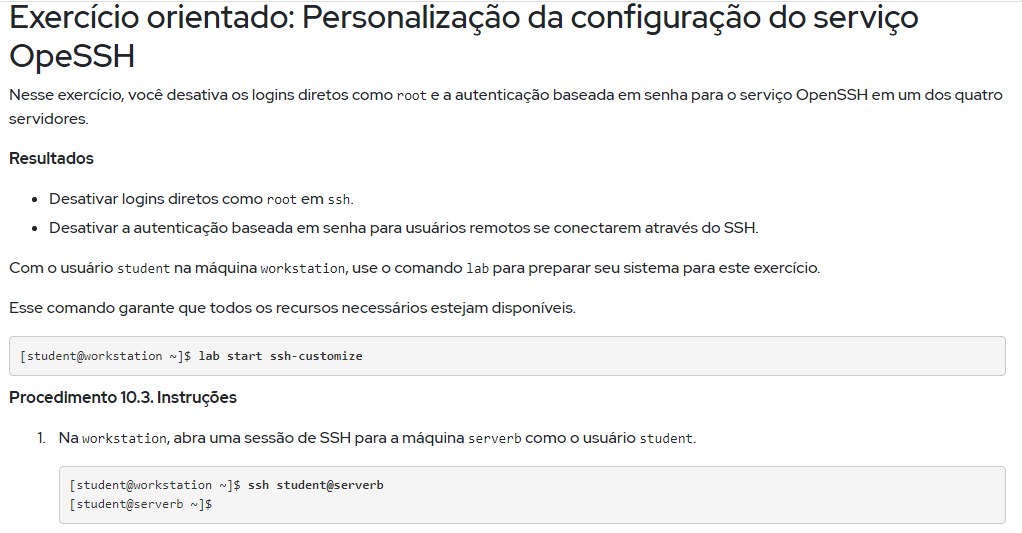 Exercício orientado: Personalização da configuração do serviço
OpeSSH
Nesse exercício, você desativa os logins diretos como root e a autenticação baseada em senha para o serviço OpenSSH em um dos quatro
servidores.
Resultados
• Desativar logins diretos como root em ssh.
• Desativar a autenticação baseada em senha para usuários remotos se conectarem através do SSH.
Com o usuário student na máquina workstation, use o comando lab para preparar seu sistema para este exercício.
Esse comando garante que todos os recursos necessários estejam disponíveis.
[student@workstation ~]$ lab start ssh-customize
Procedimento 10.3. Instruções
1. Na workstation, abra uma sessão de SSH para a máquina serverb como o usuário student.
[student@workstation ~]$ ssh student@serverb
[student@serverb ~]$